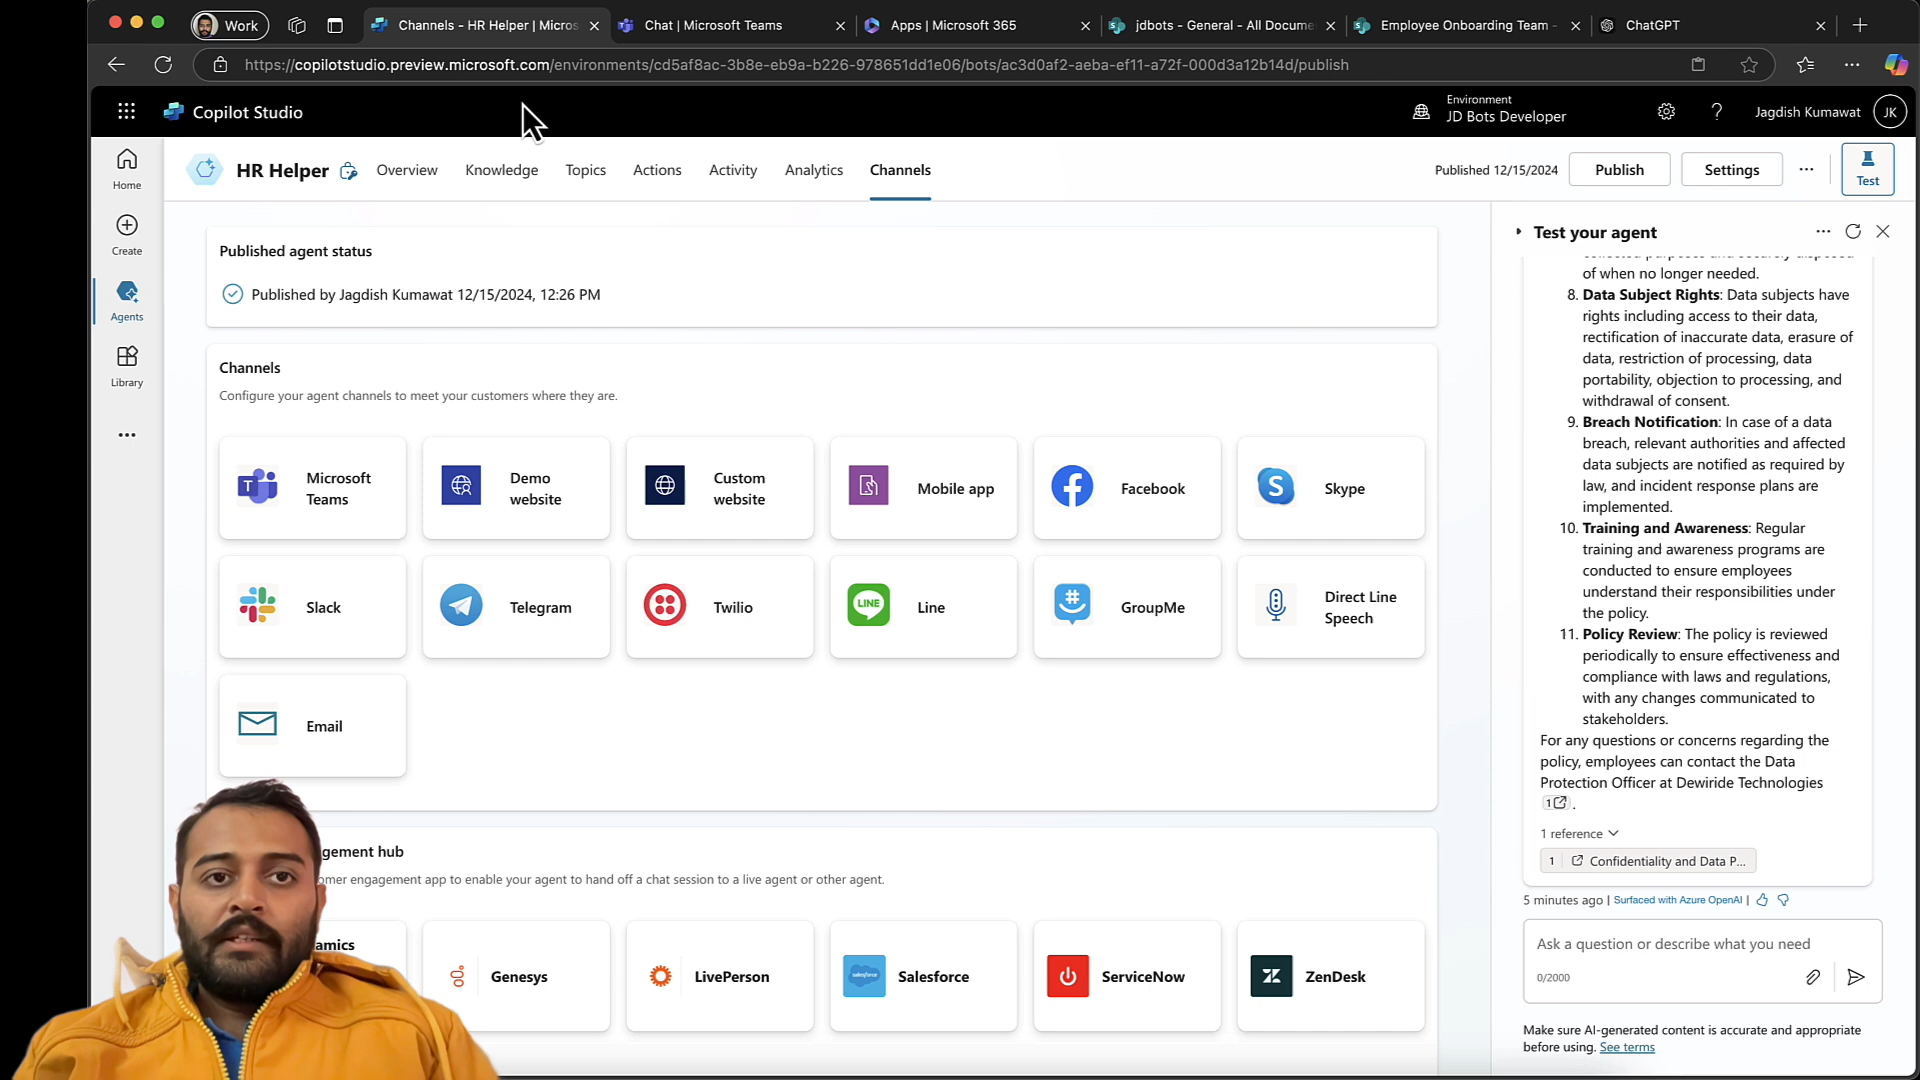 Work
Channels - HR Helper | Micros
Chat | Microsoft Teams
Apps | Microsoft 365
jdbots - General - All Docume
Employee Onboarding Team -
ChatGPT
https://copilotstudio.preview.microsoft.com/environments/cd5af8ac-3b8e-eb9a-b226-978651dd1e06/bots/ac3d0af2-aeba-ef11-a72f-000d3a12b14d/publish
Copilot Studio
Environment
JD Bots Developer
?
Jagdish Kumawat
JK
Home
Create
Agents
Library
HR Helper
Overview
Knowledge
Topics
Actions
Activity
Analytics
Channels
Published 12/15/2024
Publish
Settings
Test
Published agent status
Published by Jagdish Kumawat 12/15/2024, 12:26 PM
Channels
Configure your agent channels to meet your customers where they are.
Microsoft
Teams
Demo
website
Custom
website
Mobile app
Facebook
Skype
Slack
Telegram
Twilio
LINE
Line
GroupMe
Direct Line
Speech
Email
gement hub
omer engagement app to enable your agent to hand off a chat session to a live agent or other agent.
amics
Genesys
LivePerson
salesforce
Salesforce
ServiceNow
ZenDesk
Test your agent
of when no longer needed.
8. Data Subject Rights: Data subjects have
rights including access to their data,
rectification of inaccurate data, erasure of
data, restriction of processing, data
portability, objection to processing, and
withdrawal of consent.
9. Breach Notification: In case of a data
breach, relevant authorities and affected
data subjects are notified as required by
law, and incident response plans are
implemented.
10. Training and Awareness: Regular
training and awareness programs are
conducted to ensure employees
understand their responsibilities under
the policy.
11. Policy Review: The policy is reviewed
periodically to ensure effectiveness and
compliance with laws and regulations,
with any changes communicated to
stakeholders.
For any questions or concerns regarding the
policy, employees can contact the Data
Protection Officer at Dewiride Technologies
1 .
1 reference
1 Confidentiality and Data P...
5 minutes ago | Surfaced with Azure OpenAI |
Ask a question or describe what you need
0/2000
Make sure AI-generated content is accurate and appropriate
before using. See terms